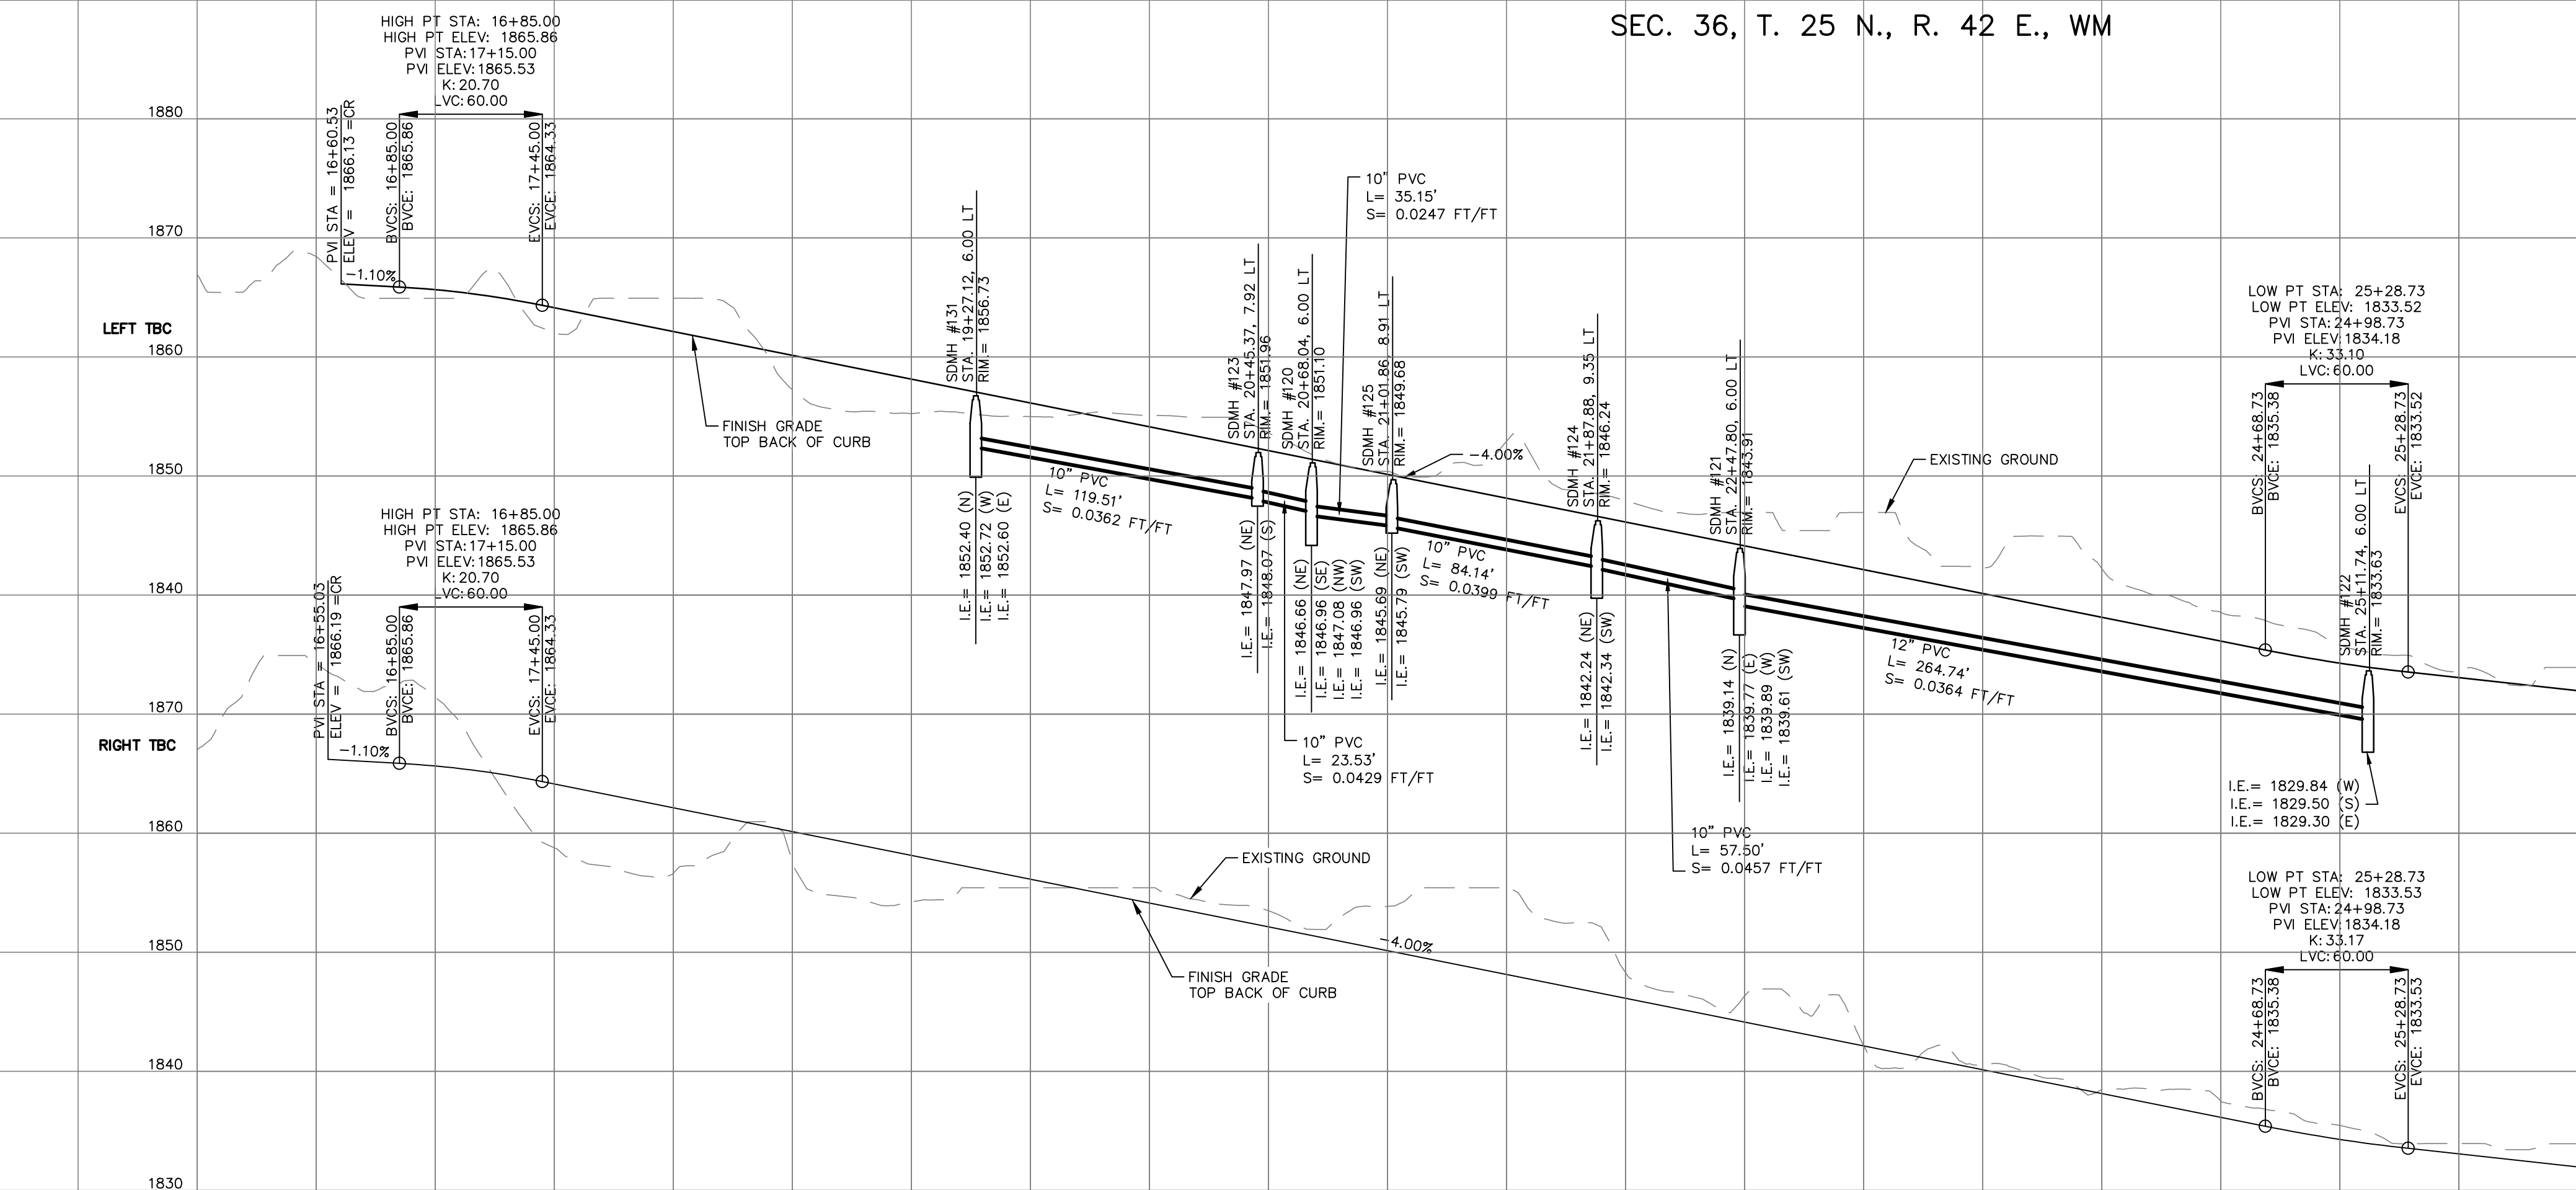 SEC. 36, T. 25 N., R. 42 E., WM
HIGH PT STA: 16+85.00
HIGH PT ELEV: 1865.86
PVI STA:17+15.00
PVI ELEV:1865.53
K:20.70
LVC:60.00
1880
1870
LEFT TBC
1860
1850
1840
PVI STA = 16+60.53
ELEV = 1866.13 =CR
BVCS: 16+85.00
BVCE: 1865.86
EVCS: 17+45.00
EVCE: 1864.33
-1.10%
FINISH GRADE
TOP BACK OF CURB
SDMH #131
STA. 19+27.12, 6.00 LT
RIM.= 1856.73
I.E.= 1852.40 (N)
I.E.= 1852.72 (W)
I.E.= 1852.60 (E)
10" PVC
L= 119.51'
S= 0.0362 FT/FT
SDMH #123
STA. 20+45.37, 7.92 LT
RIM.= 1851.96
I.E.= 1847.97 (NE)
I.E.= 1848.07 (S)
SDMH #120
STA. 20+68.04, 6.00 LT
RIM.= 1851.10
I.E.= 1846.66 (NE)
I.E.= 1846.96 (SE)
I.E.= 1847.08 (NW)
I.E.= 1846.96 (SW)
10" PVC
L= 23.53'
S= 0.0429 FT/FT
10" PVC
L= 35.15'
S= 0.0247 FT/FT
SDMH #125
STA. 21+01.86, 8.91 LT
RIM.= 1849.68
I.E.= 1845.69 (NE)
I.E.= 1845.79 (SW)
-4.00%
10" PVC
L= 84.14'
S= 0.0399 FT/FT
SDMH #124
STA. 21+87.88, 9.35 LT
RIM.= 1846.24
I.E.= 1842.24 (NE)
I.E.= 1842.34 (SW)
10" PVC
L= 57.50'
S= 0.0457 FT/FT
SDMH #121
STA. 22+47.80, 6.00 LT
RIM.= 1843.91
I.E.= 1839.14 (N)
I.E.= 1839.77 (E)
I.E.= 1839.89 (W)
I.E.= 1839.61 (SW)
EXISTING GROUND
12" PVC
L= 264.74'
S= 0.0364 FT/FT
LOW PT STA: 25+28.73
LOW PT ELEV: 1833.52
PVI STA:24+98.73
PVI ELEV:1834.18
K:33.10
LVC:60.00
BVCS: 24+68.73
BVCE: 1835.38
EVCS: 25+28.73
EVCE: 1833.52
SDMH #122
STA. 25+11.74, 6.00 LT
RIM.= 1833.63
I.E.= 1829.84 (W)
I.E.= 1829.50 (S)
I.E.= 1829.30 (E)
HIGH PT STA: 16+85.00
HIGH PT ELEV: 1865.86
PVI STA:17+15.00
PVI ELEV:1865.53
K:20.70
LVC:60.00
PVI STA = 16+55.03
ELEV = 1866.19 =CR
BVCS: 16+85.00
BVCE: 1865.86
EVCS: 17+45.00
EVCE: 1864.33
1870
RIGHT TBC
-1.10%
1860
1850
1840
1830
EXISTING GROUND
FINISH GRADE
TOP BACK OF CURB
-4.00%
LOW PT STA: 25+28.73
LOW PT ELEV: 1833.53
PVI STA:24+98.73
PVI ELEV:1834.18
K:33.17
LVC:60.00
BVCS: 24+68.73
BVCE: 1835.38
EVCS: 25+28.73
EVCE: 1833.53